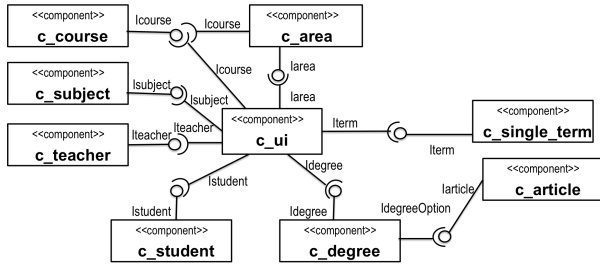 Icourse
Icourse
<<component>>
c_course
<<component>>
c_area
Icourse
Iarea
Iarea
<<component>>
c_subject
Isubject
Isubject
<<component>>
c_ui
Iterm
<<component>>
c_single_term
Iterm
<<component>>
c_teacher
Iteacher
Iteacher
Istudent
Idegree
<<component>>
c_article
Iarticle
IdegreeOption
Istudent
Idegree
<<component>>
c_student
<<component>>
c_degree